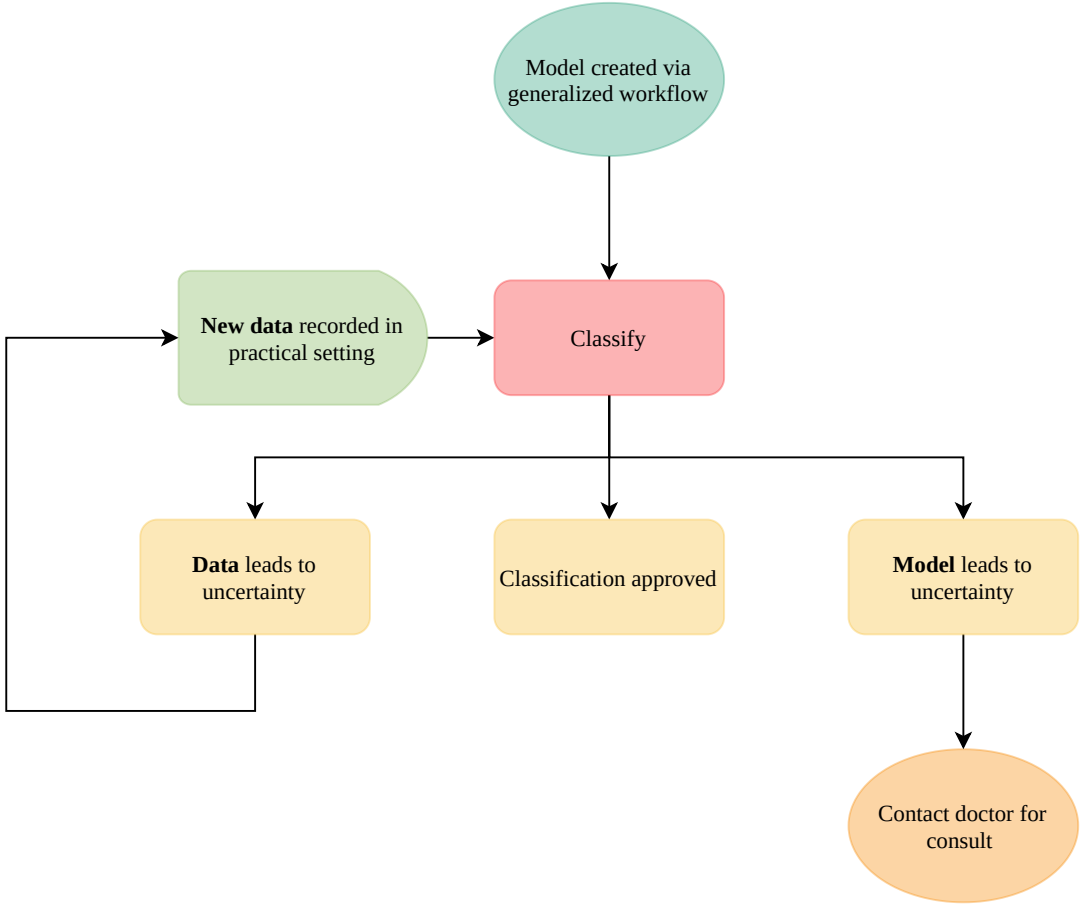 Model created via
generalized workflow
New data recorded in
practical setting
Classify
Data leads to
uncertainty
Classification approved
Model leads to
uncertainty
Contact doctor for
consult